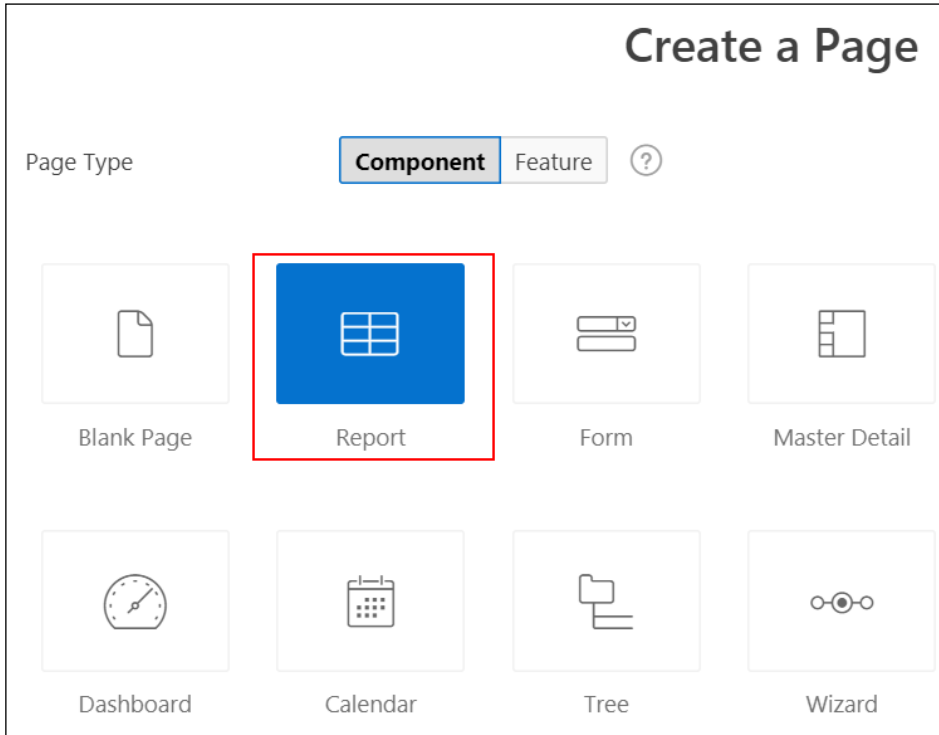 Create a Page
Page Type Component Feature ?
Blank Page Report Form Master Detail
Dashboard Calendar Tree Wizard